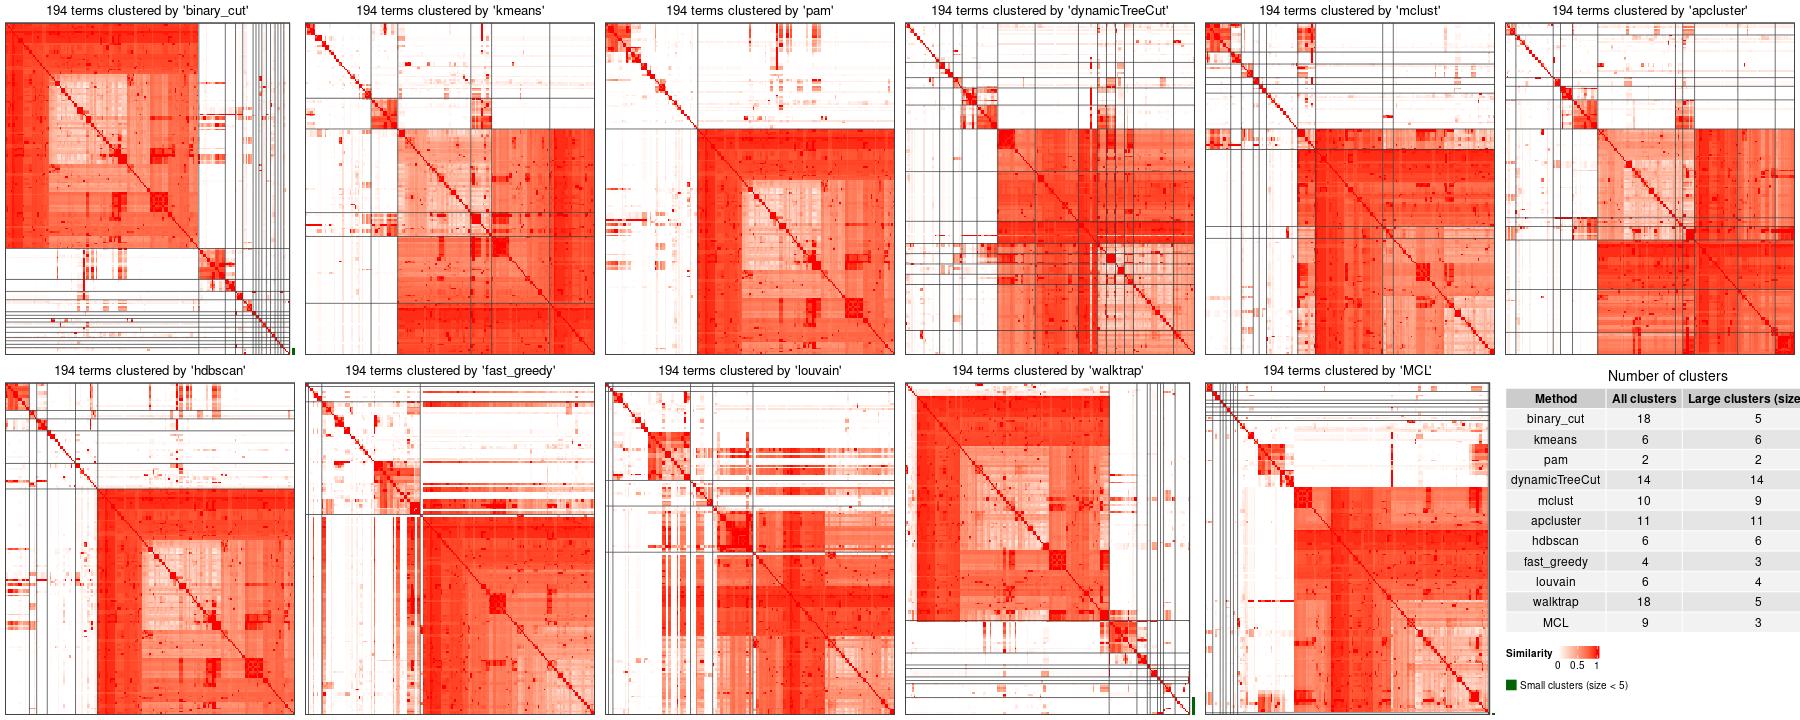 194 terms clustered by 'binary_cut'
194 terms clustered by 'kmeans'
194 terms clustered by 'pam'
194 terms clustered by 'dynamicTreeCut'
194 terms clustered by 'mclust'
194 terms clustered by 'apcluster'
194 terms clustered by 'hdbscan'
194 terms clustered by 'fast_greedy'
194 terms clustered by 'louvain'
194 terms clustered by 'walktrap'
194 terms clustered by 'MCL'
Number of clusters
Method All clusters Large clusters (size
binary_cut 18 5
kmeans 6 6
pam 2 2
dynamicTreeCut 14 14
mclust 10 9
apcluster 11 11
hdbscan 6 6
fast_greedy 4 3
louvain 6 4
walktrap 18 5
MCL 9 3
Similarity
0 0.5 1
Small clusters (size < 5)